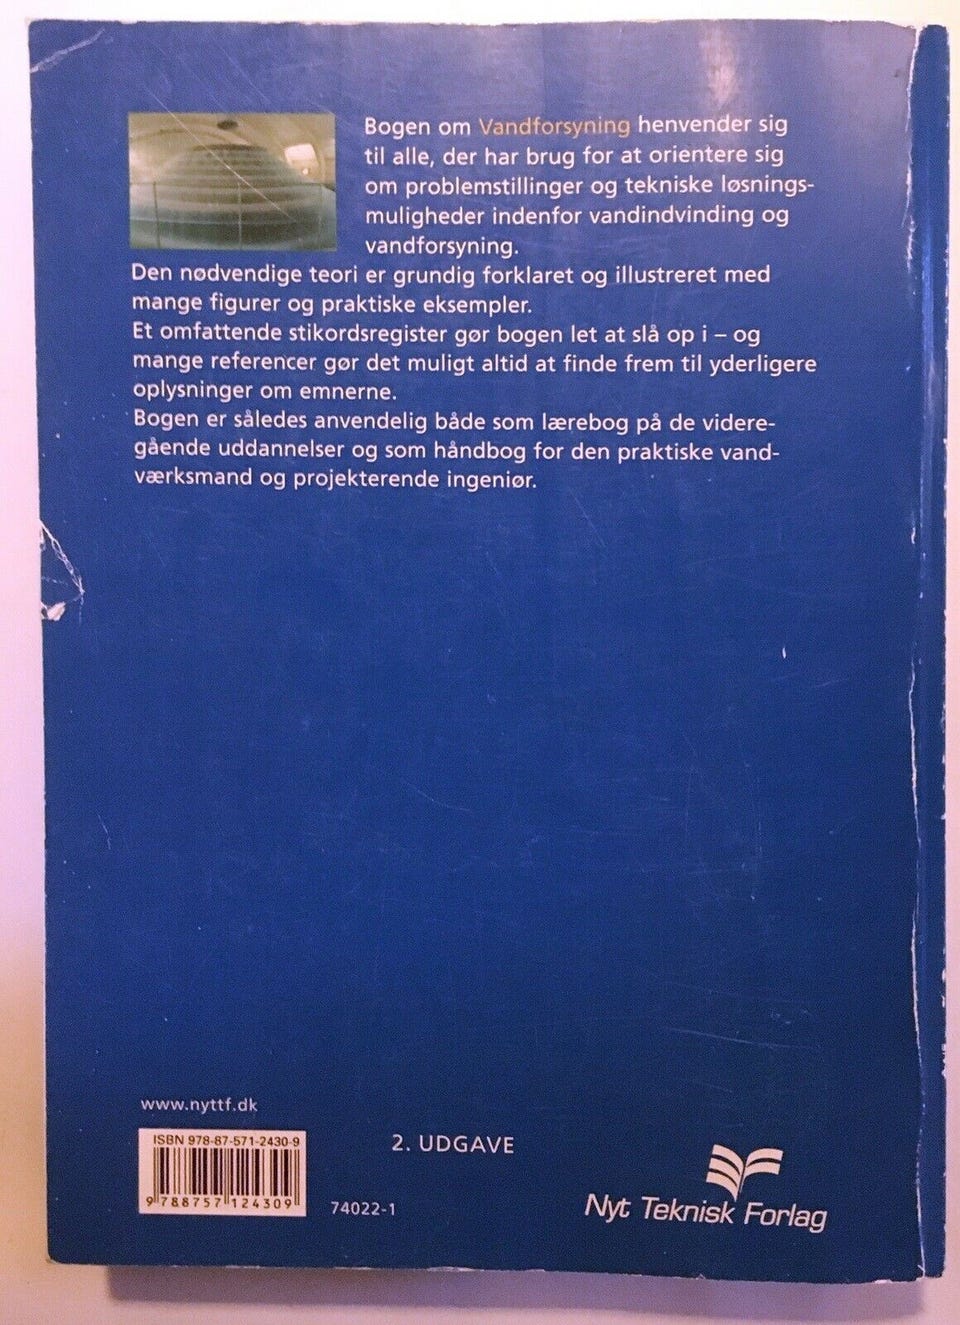 Bogen om Vandforsyning henvender sig
til alle, der har brug for at orientere sig
om problemstillinger og tekniske løsnings-
muligheder indenfor vandindvinding og
vandforsyning.
Den nødvendige teori er grundig forklaret og illustreret med
mange figurer og praktiske eksempler.
Et omfattende stikordsregister gør bogen let at slå op i – og
mange referencer gør det muligt altid at finde frem til yderligere
oplysninger om emnerne.
Bogen er således anvendelig både som lærebog på de videre-
gående uddannelser og som håndbog for den praktiske vand-
værksmand og projekterende ingeniør.
www.nyttf.dk
ISBN 978-87-571-2430-9
9 788757 124309
74022-1
2. UDGAVE
Nyt Teknisk Forlag